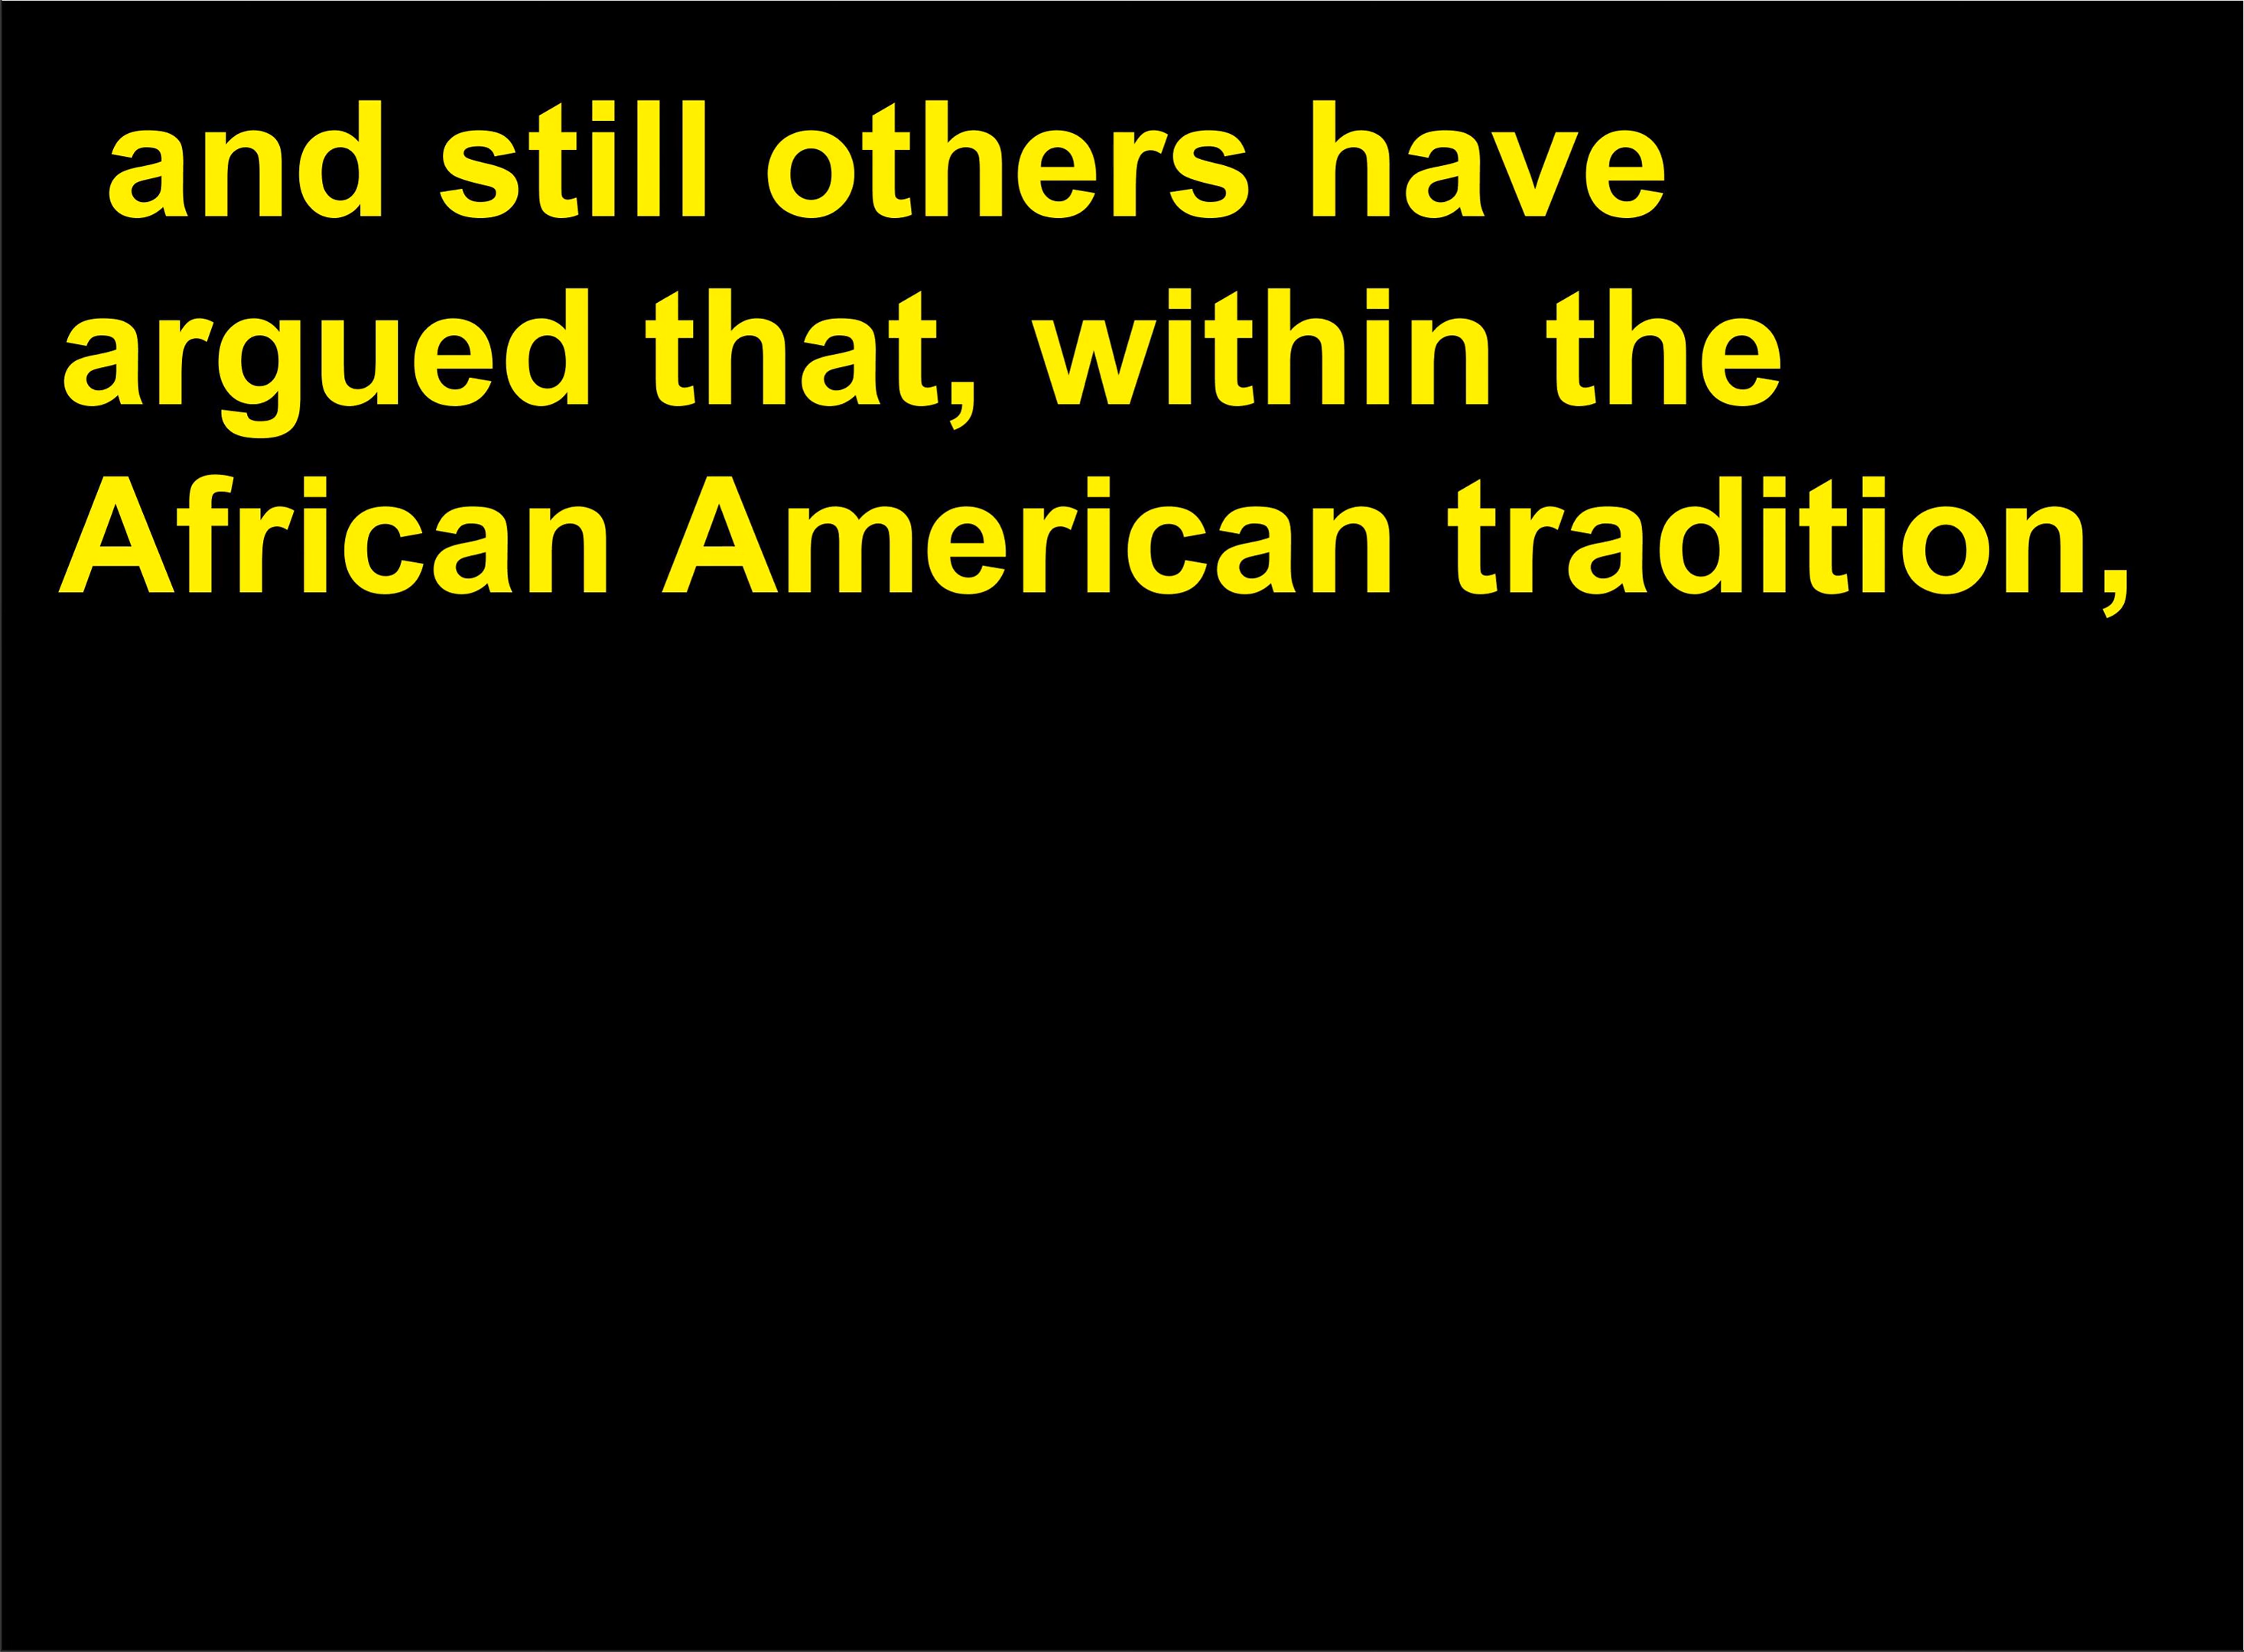 and still others have
argued that, within the
African American tradition,